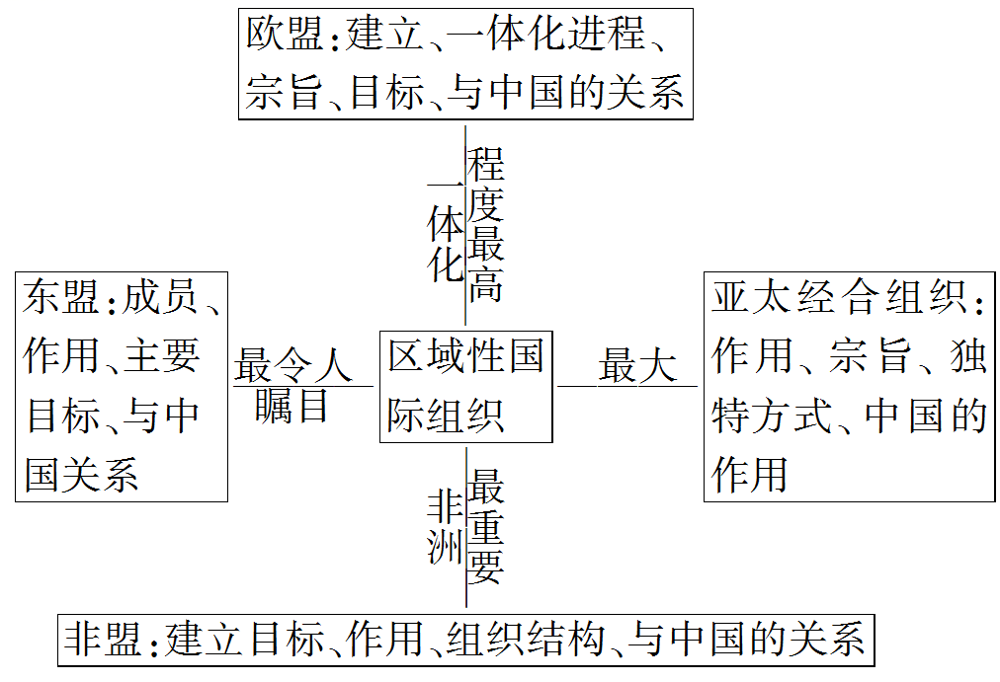 欧盟:建立、一体化进程、
宗旨、目标、与中国的关系
一体化
程度最高
东盟:成员、
作用、主要
目标、与中
国关系
最令人
瞩目
区域性国
际组织
最大
亚太经合组织:
作用、宗旨、独
特方式、中国的
作用
非洲
最重要
非盟:建立目标、作用、组织结构、与中国的关系